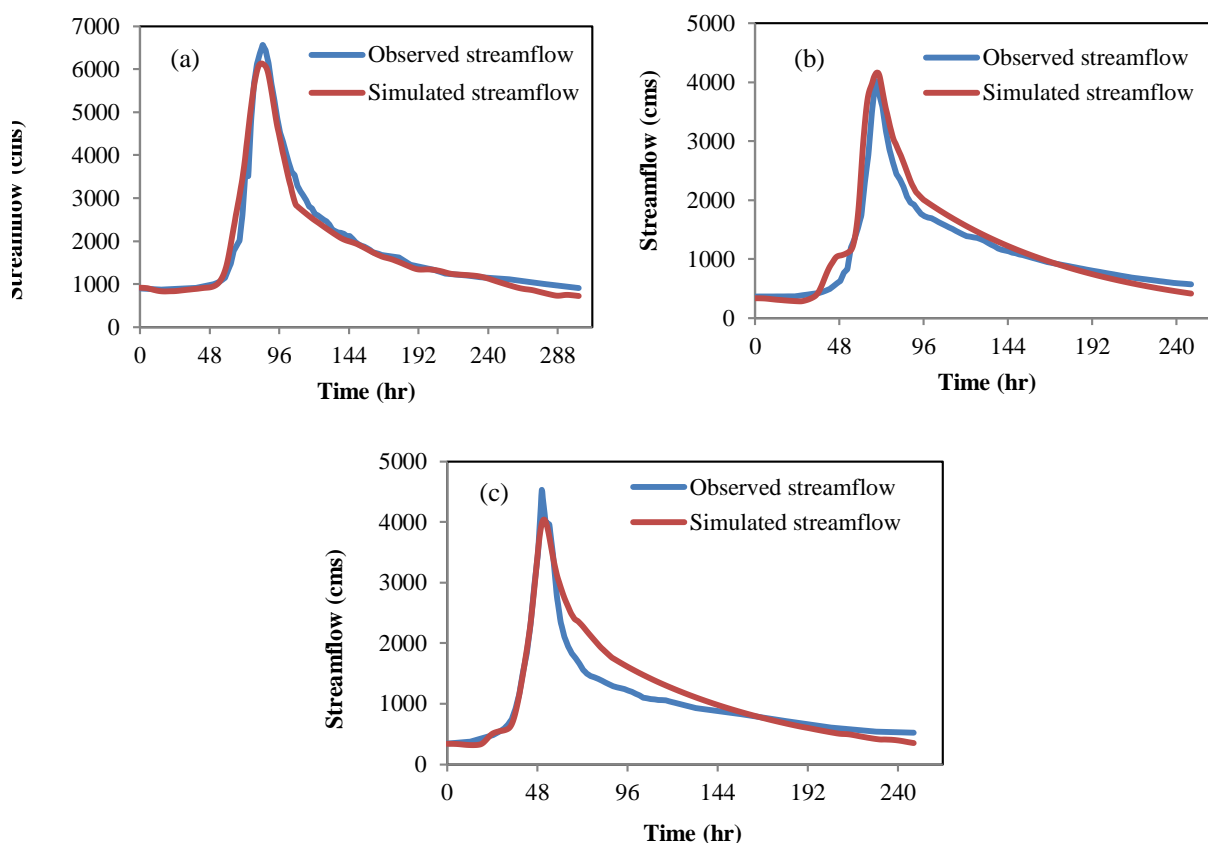 (a)
Observed streamflow
Simulated streamflow
7000
6000
5000
4000
3000
2000
1000
0
Streamflow (cms)
0 48 96 144 192 240 288
Time (hr)
(b)
Observed streamflow
Simulated streamflow
5000
4000
3000
2000
1000
0
Streamflow (cms)
0 48 96 144 192 240
Time (hr)
(c)
Observed streamflow
Simulated streamflow
5000
4000
3000
2000
1000
0
Streamflow (cms)
0 48 96 144 192 240
Time (hr)